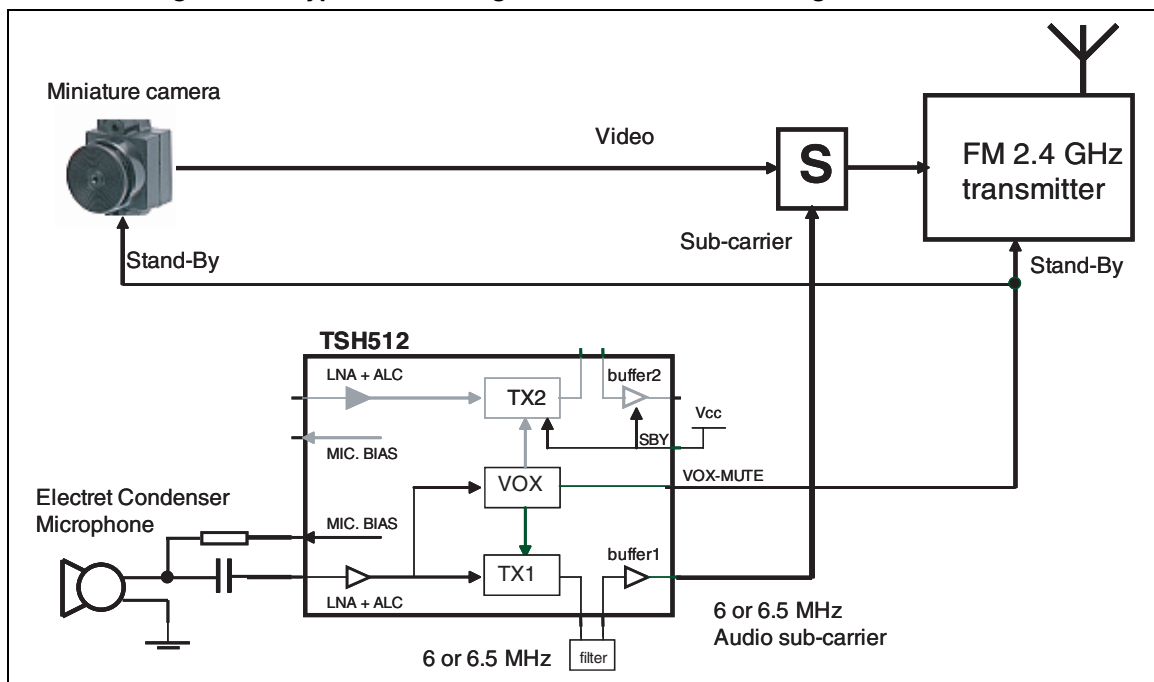 Miniature camera
Video
S
FM 2.4 GHz
transmitter
Sub-carrier
Stand-By
Stand-By
TSH512
LNA + ALC
TX2
buffer2
Vcc
SBY
MIC. BIAS
VOX
VOX-MUTE
Electret Condenser
Microphone
MIC. BIAS
buffer1
TX1
LNA + ALC
6 or 6.5 MHz
Audio sub-carrier
6 or 6.5 MHz
filter